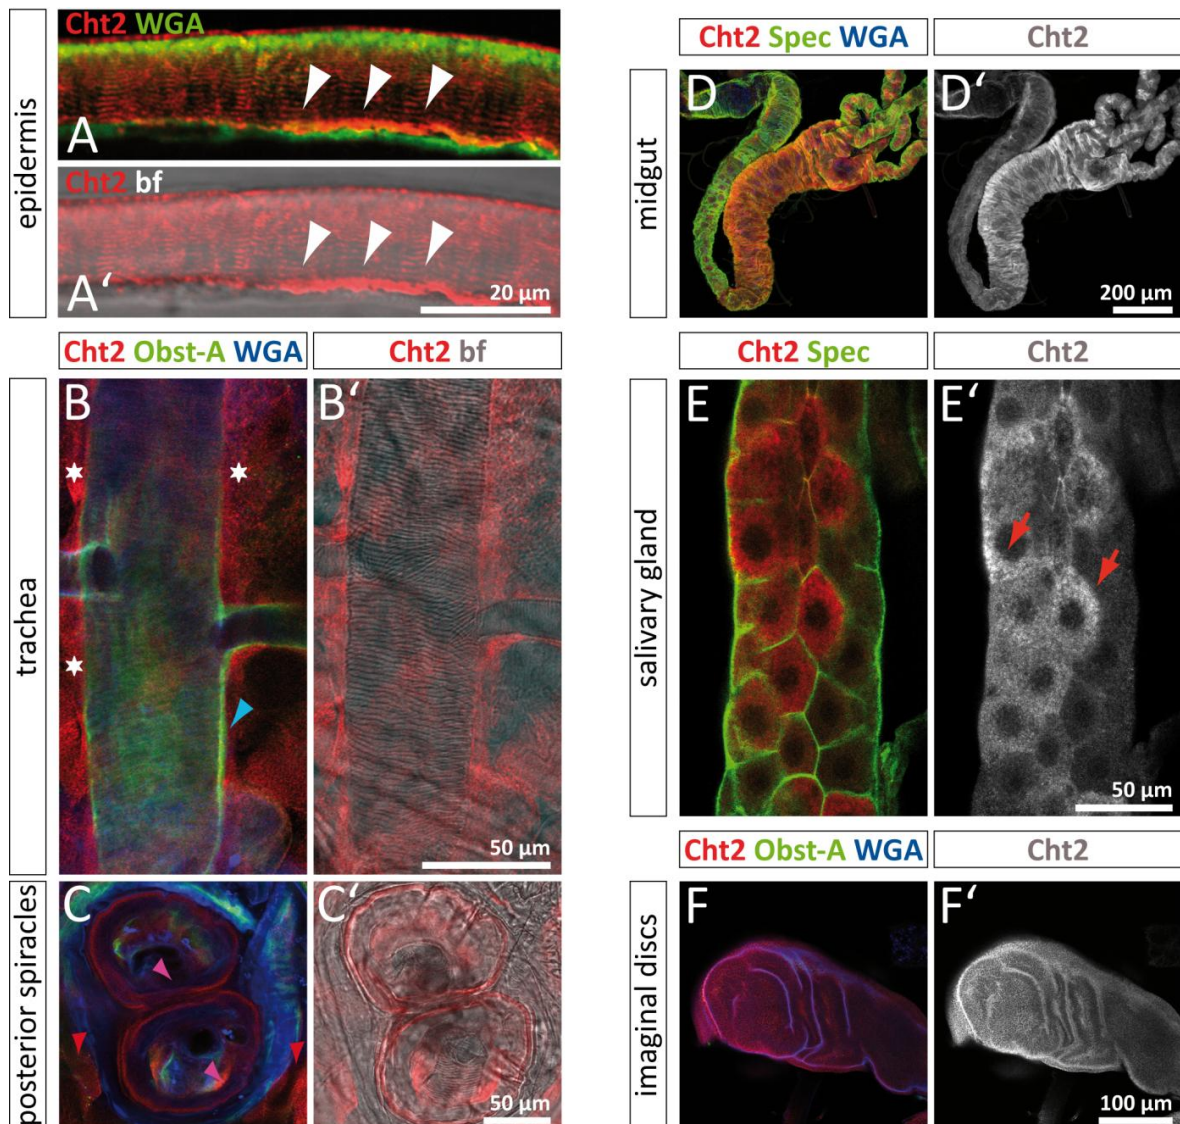 epidermis
Cht2 WGA
A
Cht2 bf
A‘
20 µm
trachea
Cht2 Obst-A WGA
Cht2 bf
B
B‘
50 µm
posterior spiracles
C
C‘
50 µm
Cht2 Spec WGA
Cht2
midgut
D
D‘
200 µm
Cht2 Spec
Cht2
salivary gland
E
E‘
50 µm
Cht2 Obst-A WGA
Cht2
imaginal discs
F
F‘
100 µm